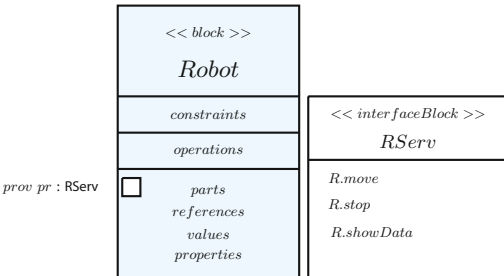 << block >>
Robot
constraints
operations
prov pr : RServ
parts
references
values
properties
<< interfaceBlock >>
RServ
R.move
R.stop
R.showData